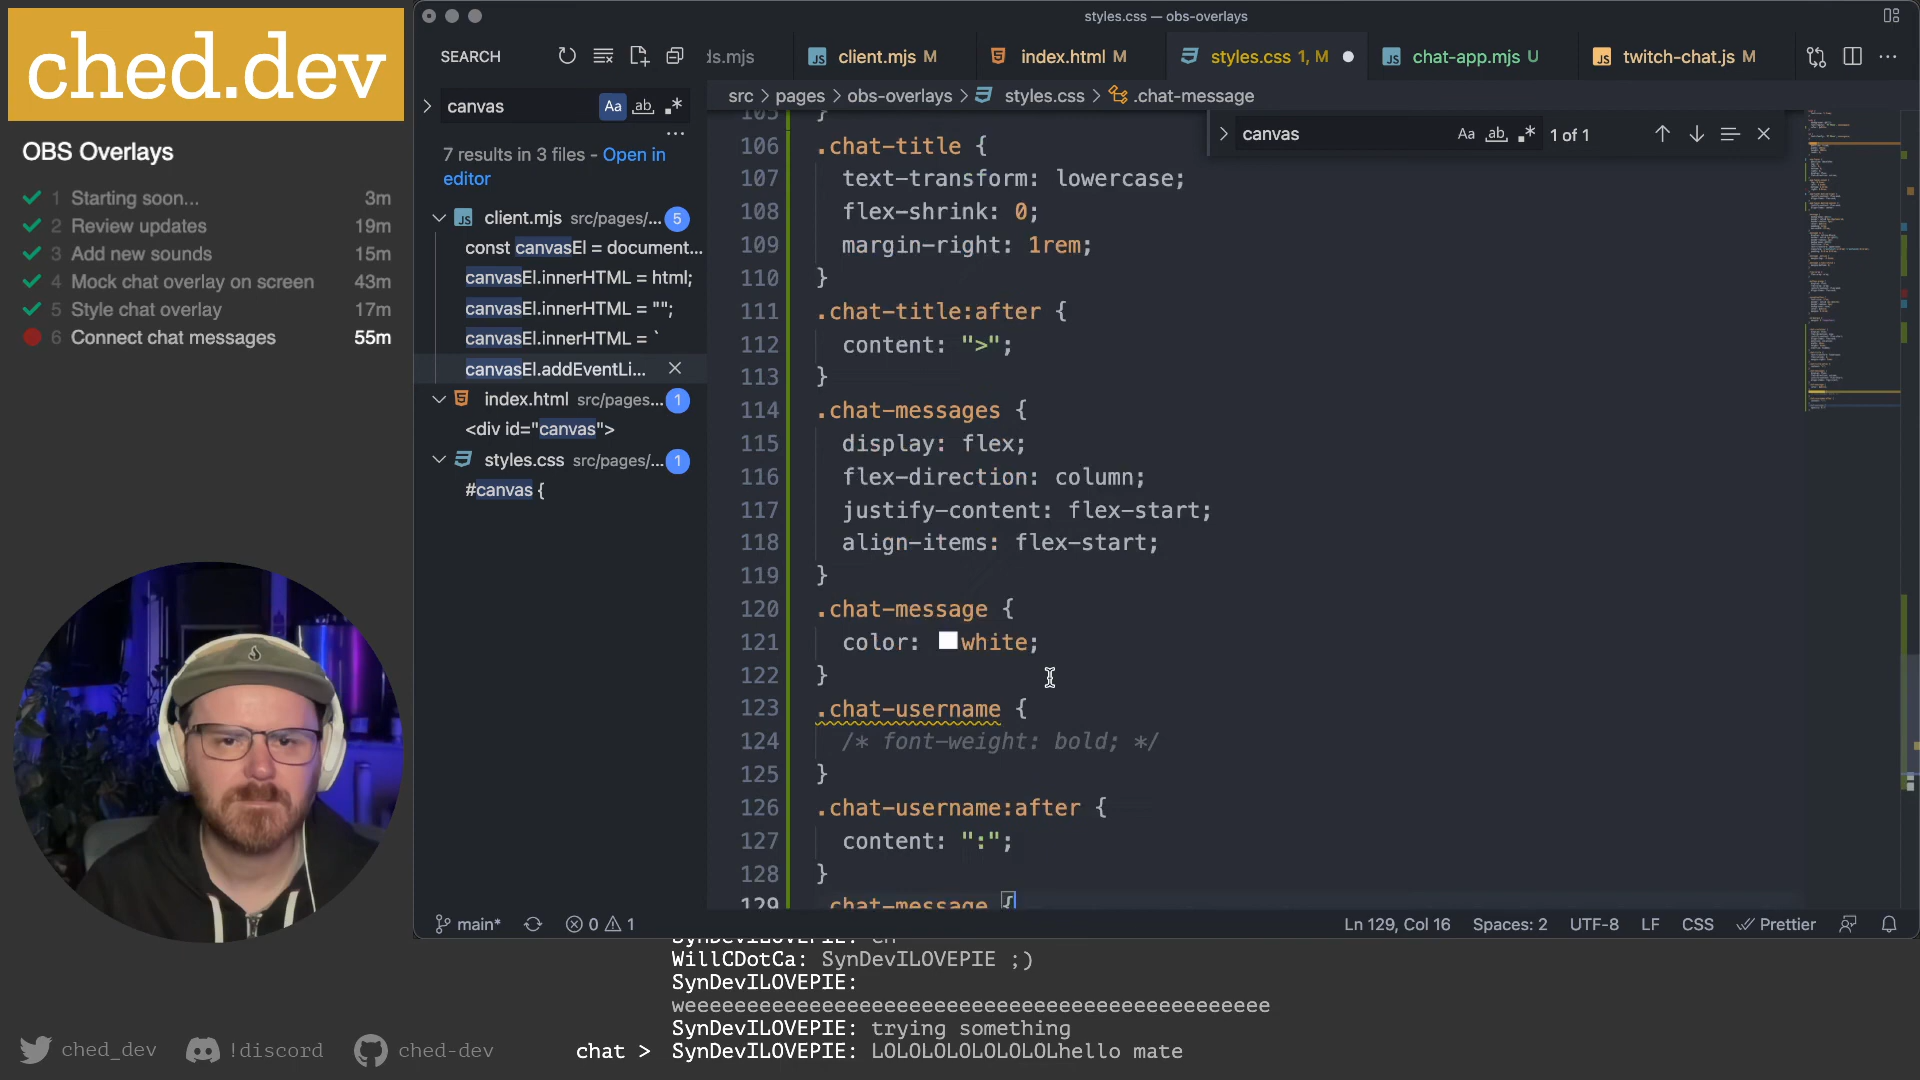 ched.dev
OBS Overlays
1 Starting soon... 3m
2 Review updates 19m
3 Add new sounds 15m
4 Mock chat overlay on screen 43m
5 Style chat overlay 17m
6 Connect chat messages 55m
ched_dev
!discord
ched-dev
styles.css — obs-overlays
SEARCH
canvas
Aa ab .*
7 results in 3 files - Open in
editor
client.mjs src/pages/... 5
const canvasEl = document...
canvasEl.innerHTML = html;
canvasEl.innerHTML = "";
canvasEl.innerHTML = `
canvasEl.addEventLi...
index.html src/pages... 1
<div id="canvas">
styles.css src/pages/... 1
#canvas {
ds.mjs
client.mjs M
index.html M
styles.css 1, M
chat-app.mjs U
twitch-chat.js M
src > pages > obs-overlays > styles.css > .chat-message
canvas
Aa ab .* 1 of 1
105 }
106 .chat-title {
107 text-transform: lowercase;
108 flex-shrink: 0;
109 margin-right: 1rem;
110 }
111 .chat-title:after {
112 content: ">";
113 }
114 .chat-messages {
115 display: flex;
116 flex-direction: column;
117 justify-content: flex-start;
118 align-items: flex-start;
119 }
120 .chat-message {
121 color: white;
122 }
123 .chat-username {
124 /* font-weight: bold; */
125 }
126 .chat-username:after {
127 content: ":";
128 }
129 .chat-message {
main* 0 1 Ln 129, Col 16 Spaces: 2 UTF-8 LF CSS Prettier
SynDevILOVEPIE:
WillCDotCa: SynDevILOVEPIE ;)
SynDevILOVEPIE:
weeeeeeeeeeeeeeeeeeeeeeeeeeeeeeeeeeeeeeeeeeee
SynDevILOVEPIE: trying something
chat > SynDevILOVEPIE: LOLOLOLOLOLOLOLhello mate